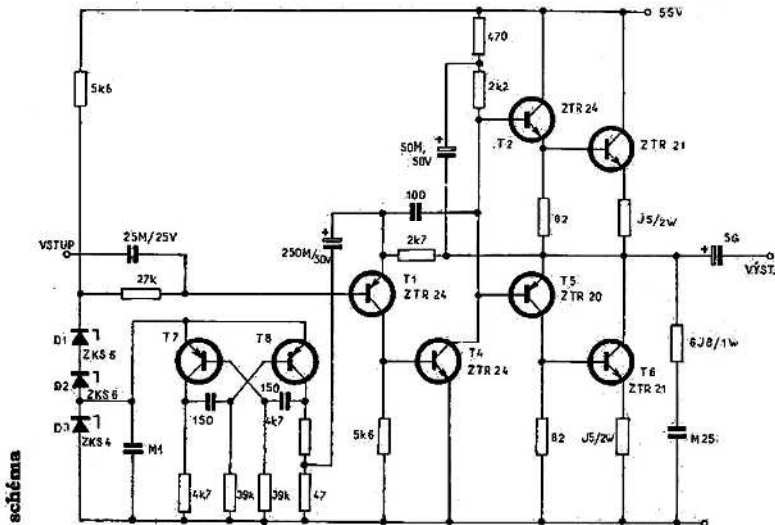 55V
470
5k6
2k2
ZTR 24
T2
50M,
50V
ZTR 21
100
82
J5/2W
25M/25V
VSTUP
250M/50V
2k7
5G
VÝST.
27k
T1
ZTR 24
T5
ZTR 20
D1
ZKS 6
T7
T8
T4
ZTR 24
6J8/1W
D2
ZKS 6
150
150
4k7
T6
ZTR 21
D3
ZKS 4
M1
5k6
82
J5/2W
M25
4k7
39k
39k
47
schéma